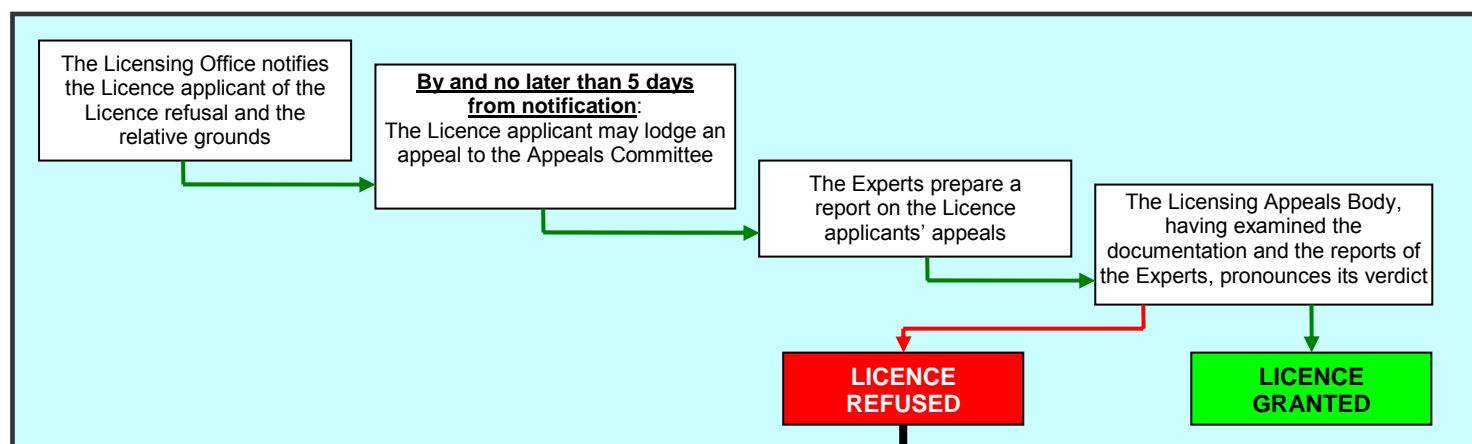 The Licensing Office notifies
the Licence applicant of the
Licence refusal and the
relative grounds
By and no later than 5 days
from notification:
The Licence applicant may lodge an
appeal to the Appeals Committee
The Experts prepare a
report on the Licence
applicants’ appeals
The Licensing Appeals Body,
having examined the
documentation and the reports of
the Experts, pronounces its verdict
LICENCE
REFUSED
LICENCE
GRANTED